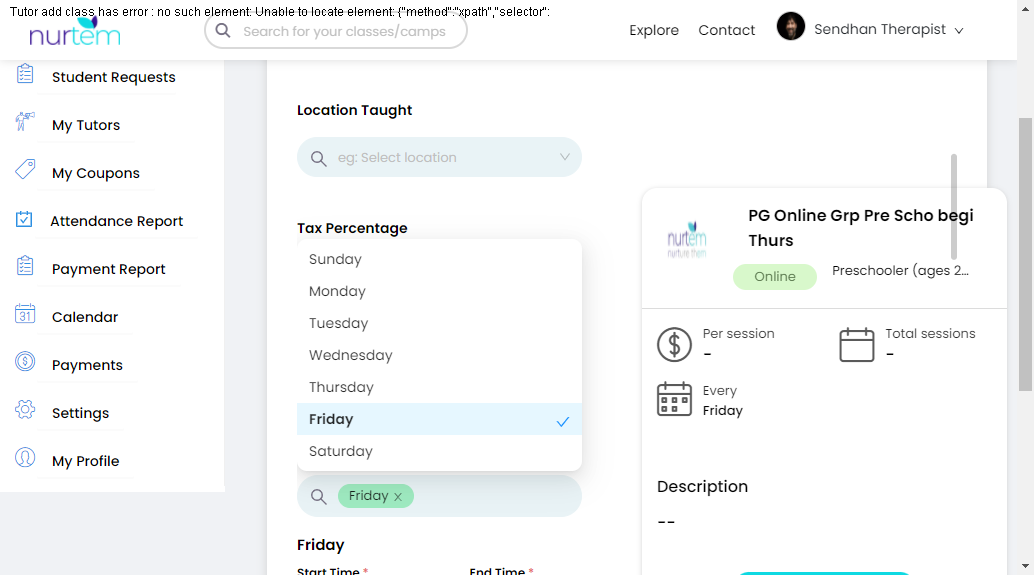 Tutor add class has error : no such element: Unable to locate element: {"method":"xpath","selector":
nurtem
Search for your classes/camps
Explore
Contact
Sendhan Therapist
Student Requests
My Tutors
My Coupons
Attendance Report
Payment Report
31
Calendar
Payments
Settings
My Profile
Location Taught
eg: Select location
Tax Percentage
Sunday
Monday
Tuesday
Wednesday
Thursday
Friday
Saturday
Friday
Friday
Start Time *
End Time *
nurtem
nurture them
PG Online Grp Pre Scho begi
Thurs
Online
Preschooler (ages 2...
$
Per session
-
Total sessions
-
Every
Friday
Description
--